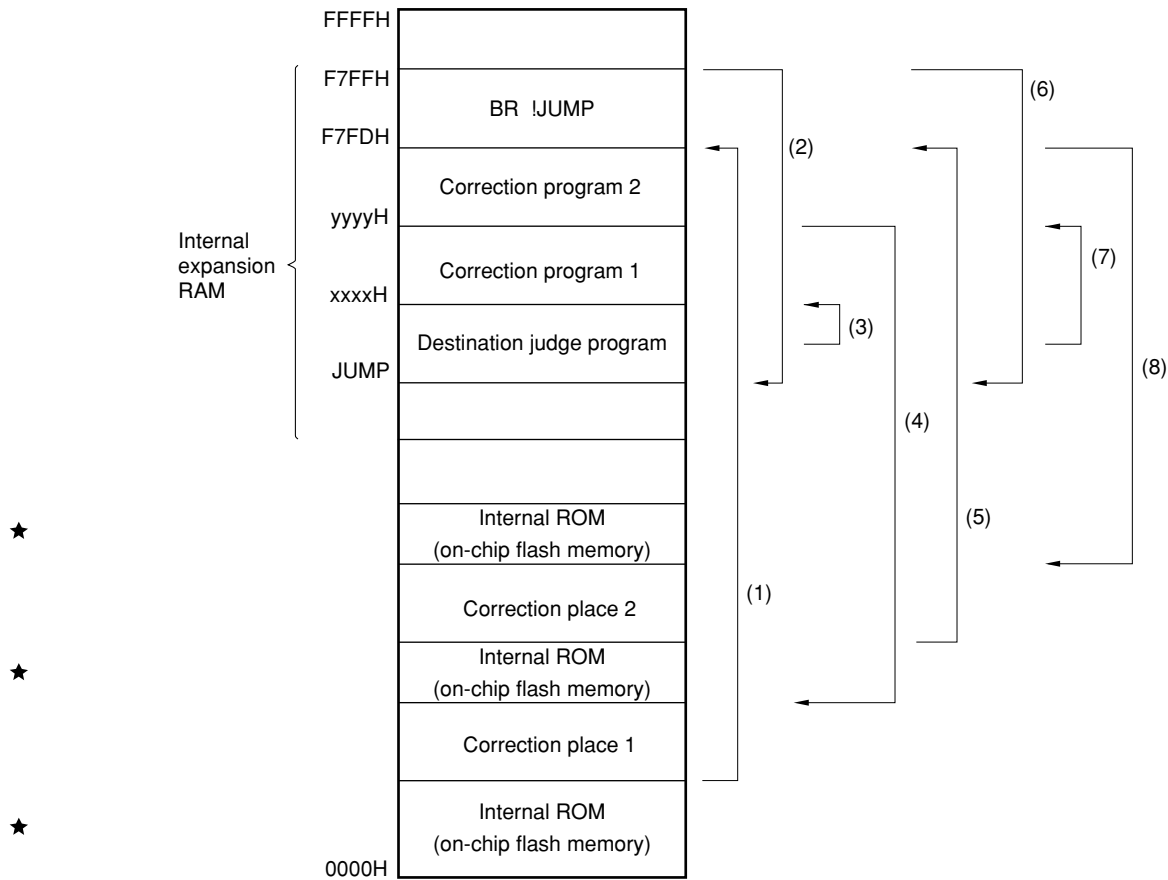 FFFFH
F7FFH
BR !JUMP
F7FDH
Correction program 2
yyyyH
Internal
expansion
RAM
Correction program 1
xxxxH
Destination judge program
JUMP
Internal ROM
(on-chip flash memory)
Correction place 2
Internal ROM
(on-chip flash memory)
Correction place 1
Internal ROM
(on-chip flash memory)
0000H
(1)
(2)
(3)
(4)
(5)
(6)
(7)
(8)
★
★
★